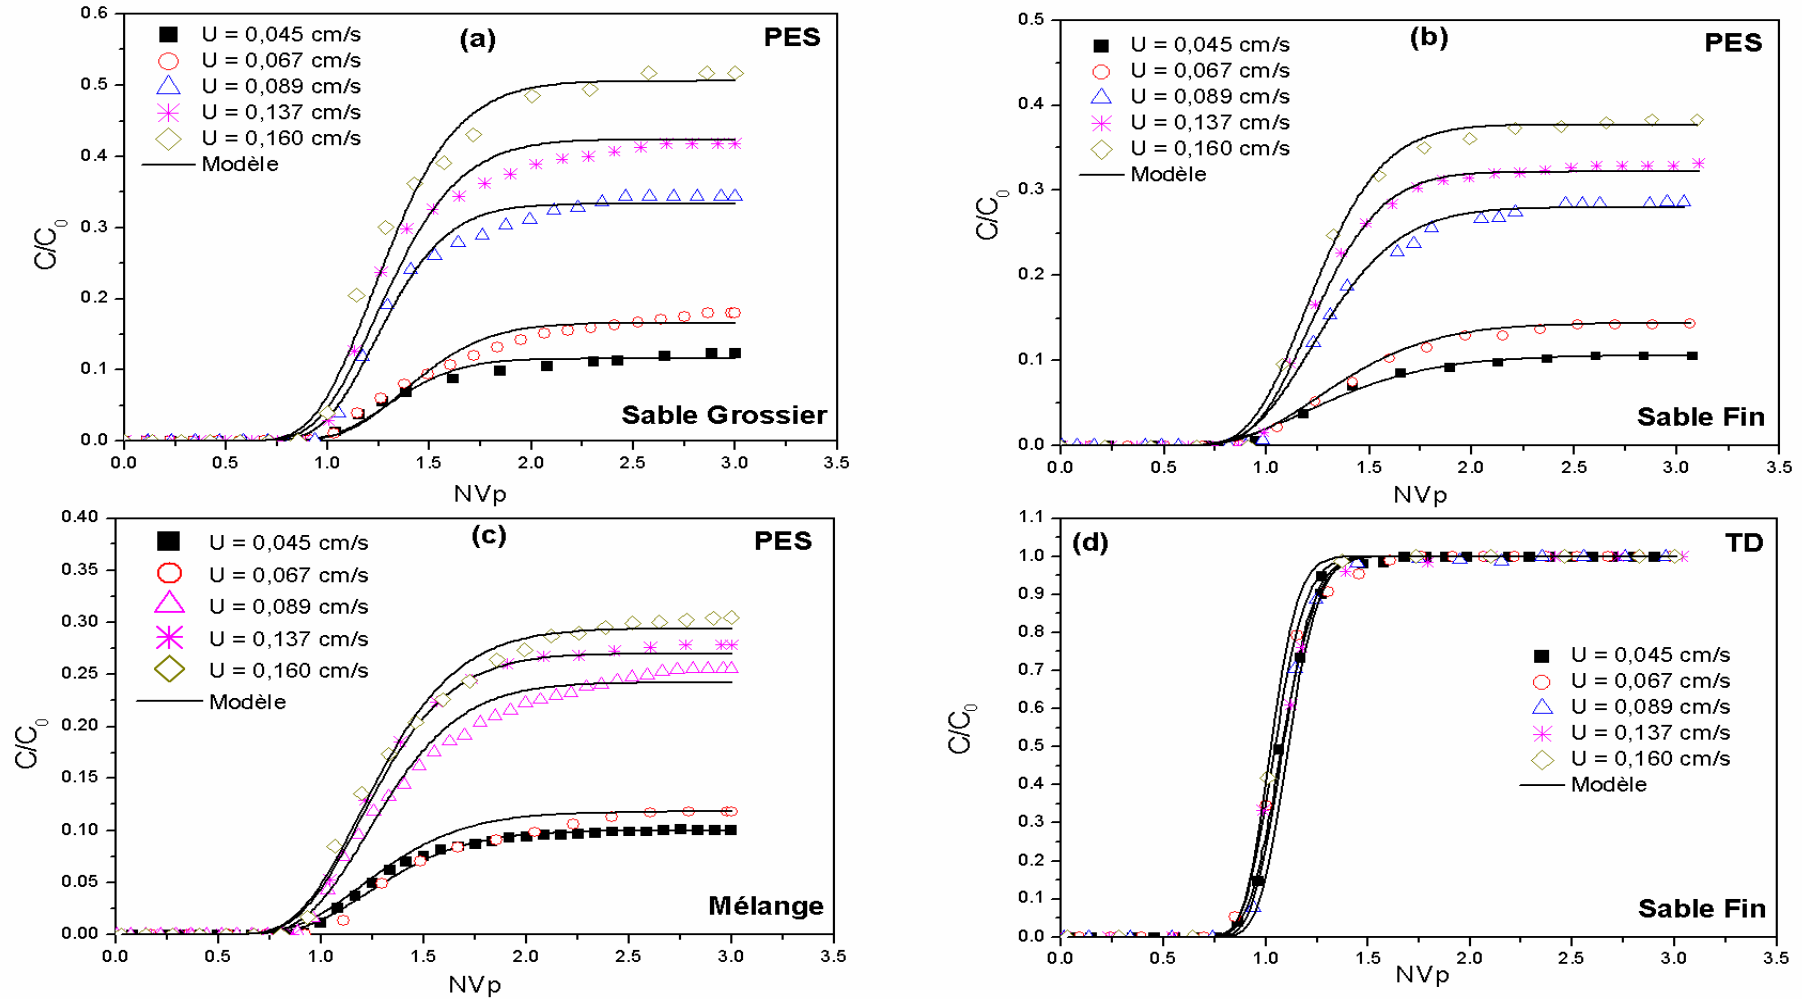 (a)
PES
U = 0,045 cm/s
U = 0,067 cm/s
U = 0,089 cm/s
U = 0,137 cm/s
U = 0,160 cm/s
Modèle
0.6
0.5
0.4
0.3
0.2
0.1
0.0
C/C0
Sable Grossier
0.0 0.5 1.0 1.5 2.0 2.5 3.0 3.5
NVp
(b)
PES
U = 0,045 cm/s
U = 0,067 cm/s
U = 0,089 cm/s
U = 0,137 cm/s
U = 0,160 cm/s
Modèle
0.5
0.4
0.3
0.2
0.1
0.0
C/C0
Sable Fin
0.0 0.5 1.0 1.5 2.0 2.5 3.0 3.5
NVp
(c)
PES
U = 0,045 cm/s
U = 0,067 cm/s
U = 0,089 cm/s
U = 0,137 cm/s
U = 0,160 cm/s
Modèle
0.40
0.35
0.30
0.25
0.20
0.15
0.10
0.05
0.00
C/C0
Mélange
0.0 0.5 1.0 1.5 2.0 2.5 3.0 3.5
NVp
(d)
TD
U = 0,045 cm/s
U = 0,067 cm/s
U = 0,089 cm/s
U = 0,137 cm/s
U = 0,160 cm/s
Modèle
1.1
1.0
0.9
0.8
0.7
0.6
0.5
0.4
0.3
0.2
0.1
0.0
C/C0
Sable Fin
0.0 0.5 1.0 1.5 2.0 2.5 3.0 3.5
NVp